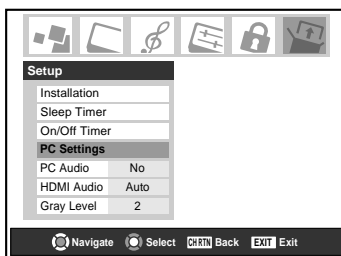 Setup
Installation
Sleep Timer
On/Off Timer
PC Settings
PC Audio No
HDMI Audio Auto
Gray Level 2
Navigate Select CH RTN Back EXIT Exit